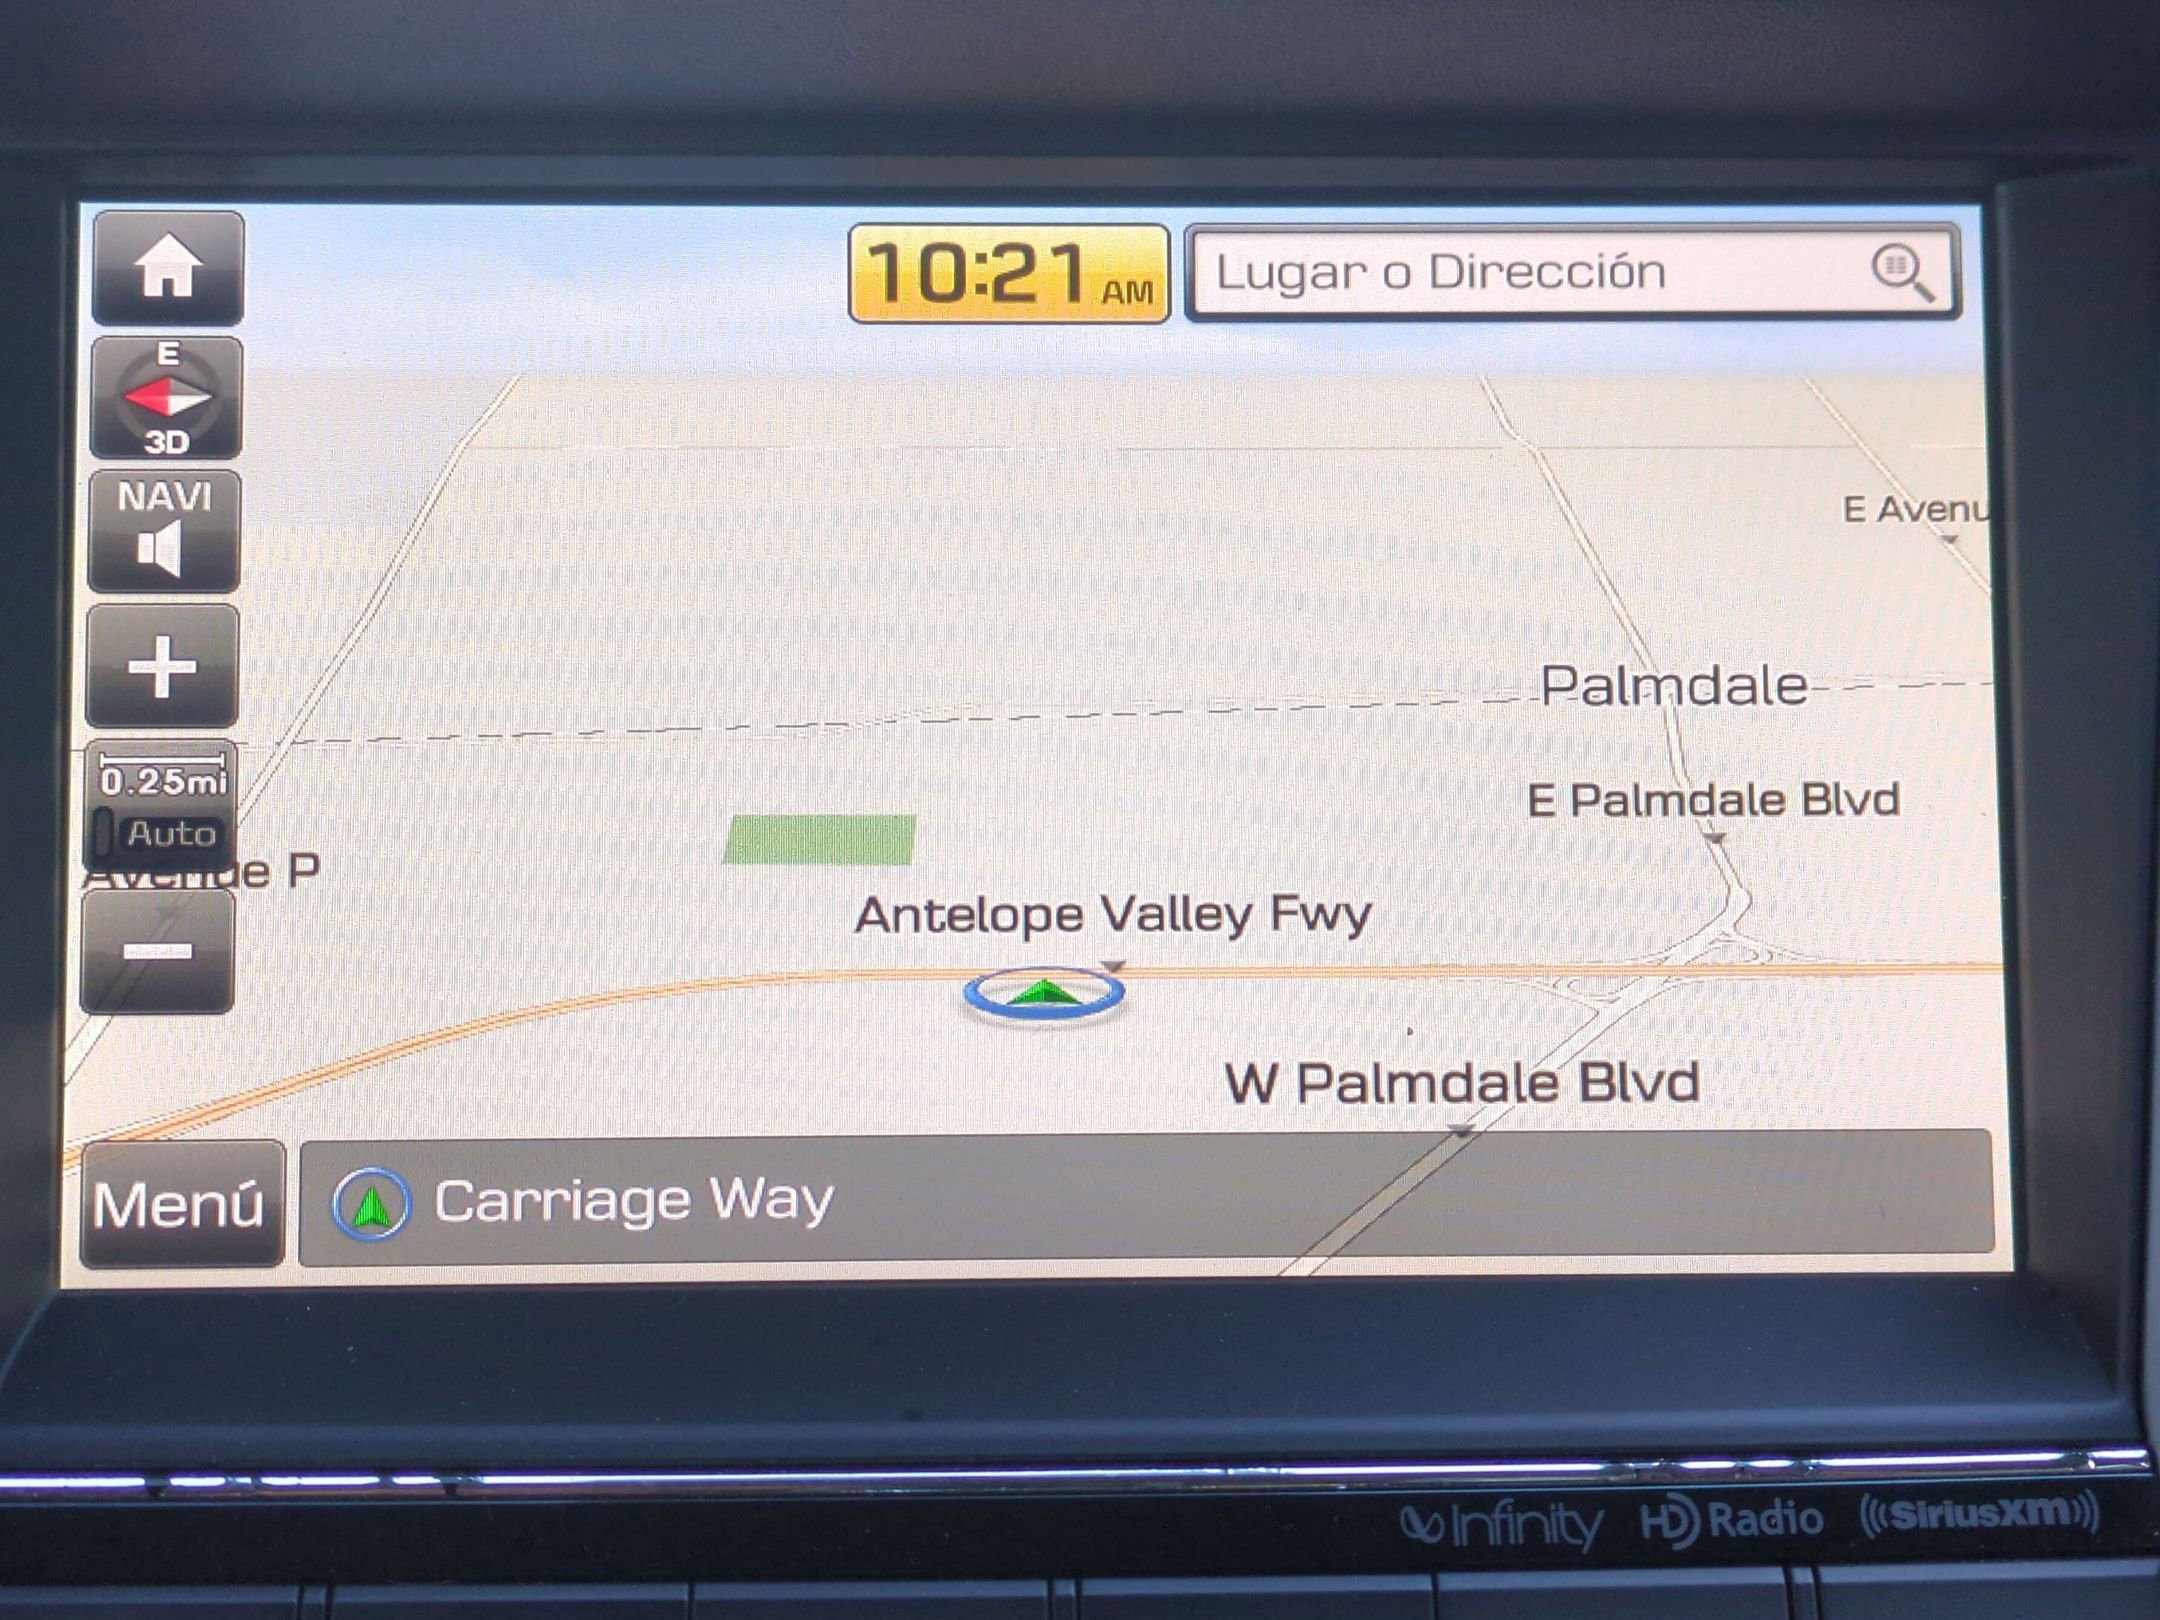 10:21 AM
Lugar o Dirección
E
3D
NAVI
E Avenu
Palmdale
0.25mi
E Palmdale Blvd
Auto
Avenue P
Antelope Valley Fwy
W Palmdale Blvd
Menú
Carriage Way
Infinity HD Radio SiriusXM